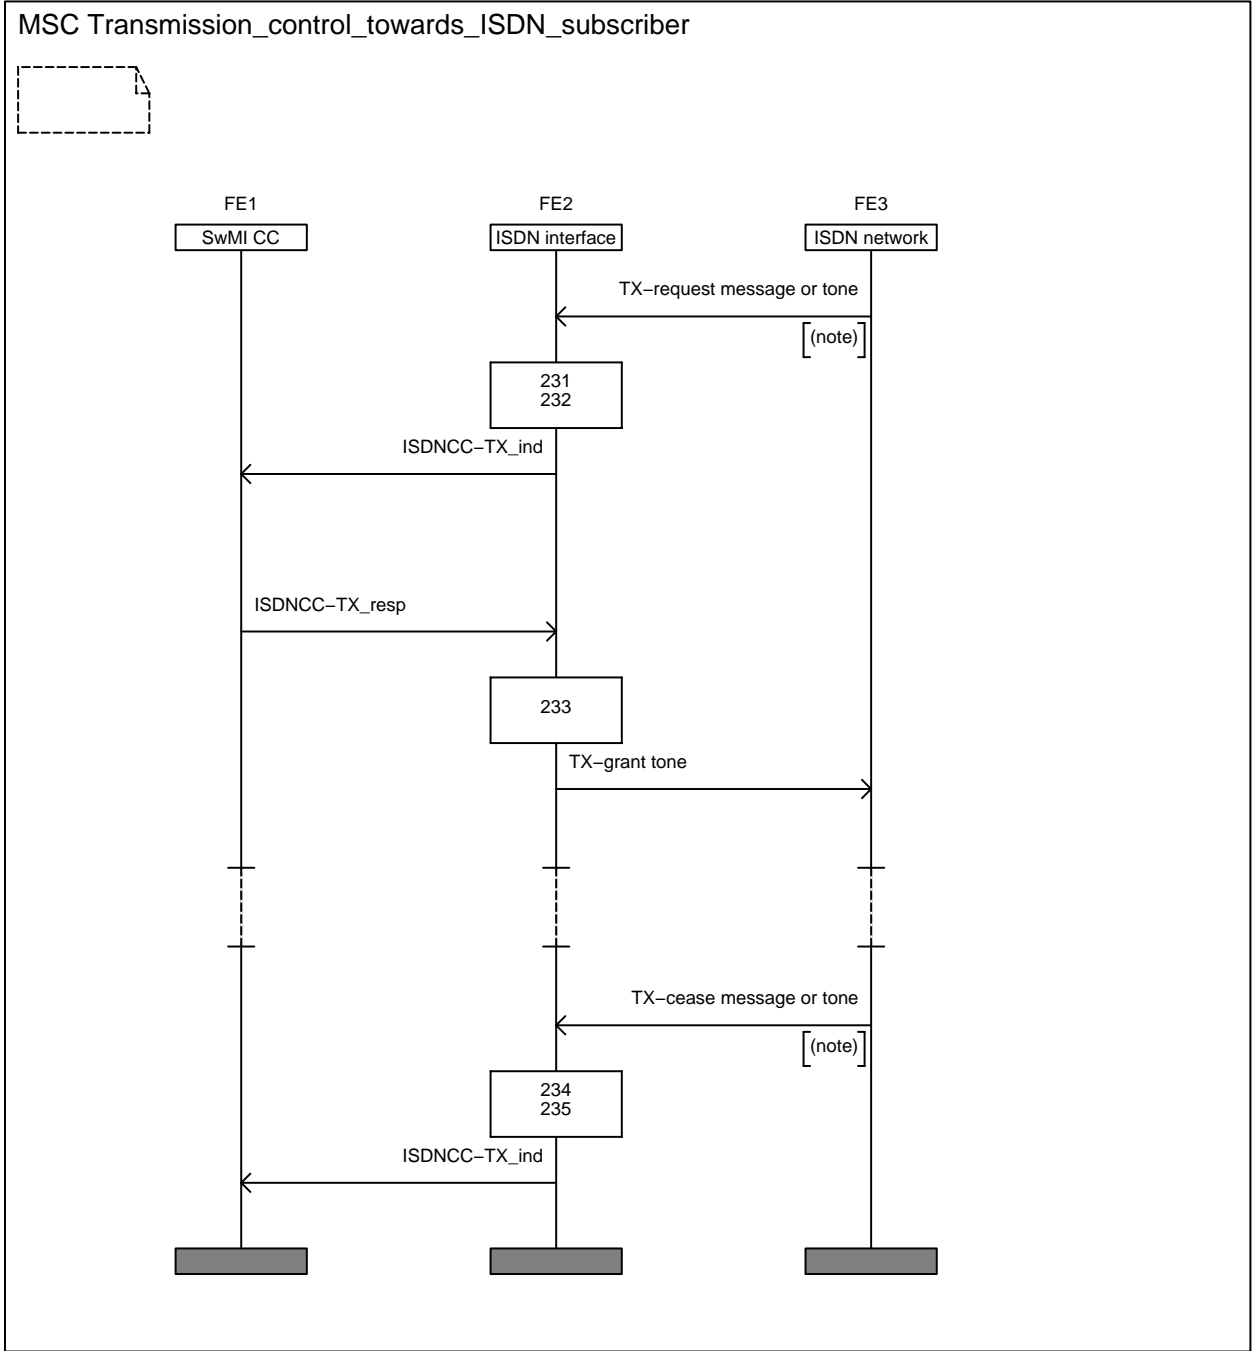 MSC Transmission_control_towards_ISDN_subscriber
FE1
FE2
FE3
SwMI CC
ISDN interface
ISDN network
TX−request message or tone
(note)
231
232
ISDNCC−TX_ind
ISDNCC−TX_resp
233
TX−grant tone
TX−cease message or tone
(note)
234
235
ISDNCC−TX_ind